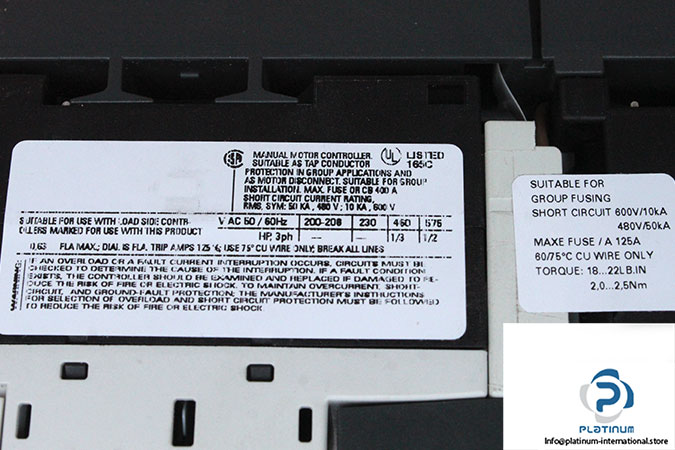 MANUAL MOTOR CONTROLLER.
SUITABLE AS TAP CONDUCTOR
PROTECTION IN GROUP APPLICATIONS AND
AS MOTOR DISCONNECT. SUITABLE FOR GROUP
INSTALLATION. MAX. FUSE OR CB 400 A
SHORT CIRCUIT CURRENT RATING,
RMS, SYM: 50 KA, 480 V; 10 KA, 600 V
UL LISTED
165C
SUITABLE FOR USE WITH LOAD SIDE CONTR-
OLLERS MARKED FOR USE WITH THIS PRODUCT
V AC 50 / 60Hz 200-208 230 460 575
HP, 3ph — — 1/3 1/2
0,63 FLA MAX.; DIAL IS FLA. TRIP AMPS 125 %; USE 75° CU WIRE ONLY; BREAK ALL LINES
WARNING
IF AN OVERLOAD OR A FAULT CURRENT INTERRUPTION OCCURS, CIRCUITS MUST BE
CHECKED TO DETERMINE THE CAUSE OF THE INTERRUPTION. IF A FAULT CONDITION
EXISTS, THE CONTROLLER SHOULD BE EXAMINED AND REPLACED IF DAMAGED TO RE-
DUCE THE RISK OF FIRE OR ELECTRIC SHOCK. TO MAINTAIN OVERCURRENT, SHORT-
CIRCUIT, AND GROUND-FAULT PROTECTION, THE MANUFACTURER'S INSTRUCTIONS
FOR SELECTION OF OVERLOAD AND SHORT CIRCUIT PROTECTION MUST BE FOLLOWED
TO REDUCE THE RISK OF FIRE OR ELECTRIC SHOCK.
SUITABLE FOR
GROUP FUSING
SHORT CIRCUIT 600V/10kA
480V/50kA
MAXE FUSE / A 125A
60/75°C CU WIRE ONLY
TORQUE: 18...22LB.IN
2,0...2,5Nm
PLATINUM
Info@platinum-international.store